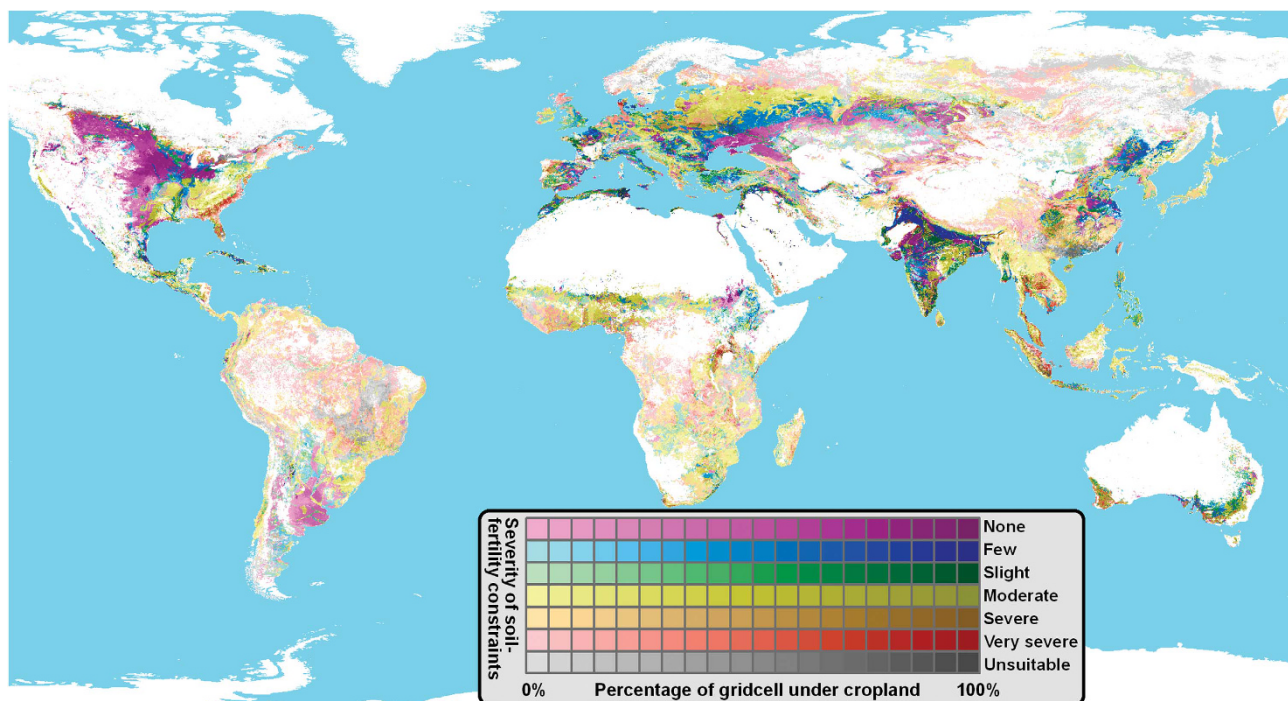 Severity of soil-
fertility constraints
None
Few
Slight
Moderate
Severe
Very severe
Unsuitable
0%
Percentage of gridcell under cropland
100%